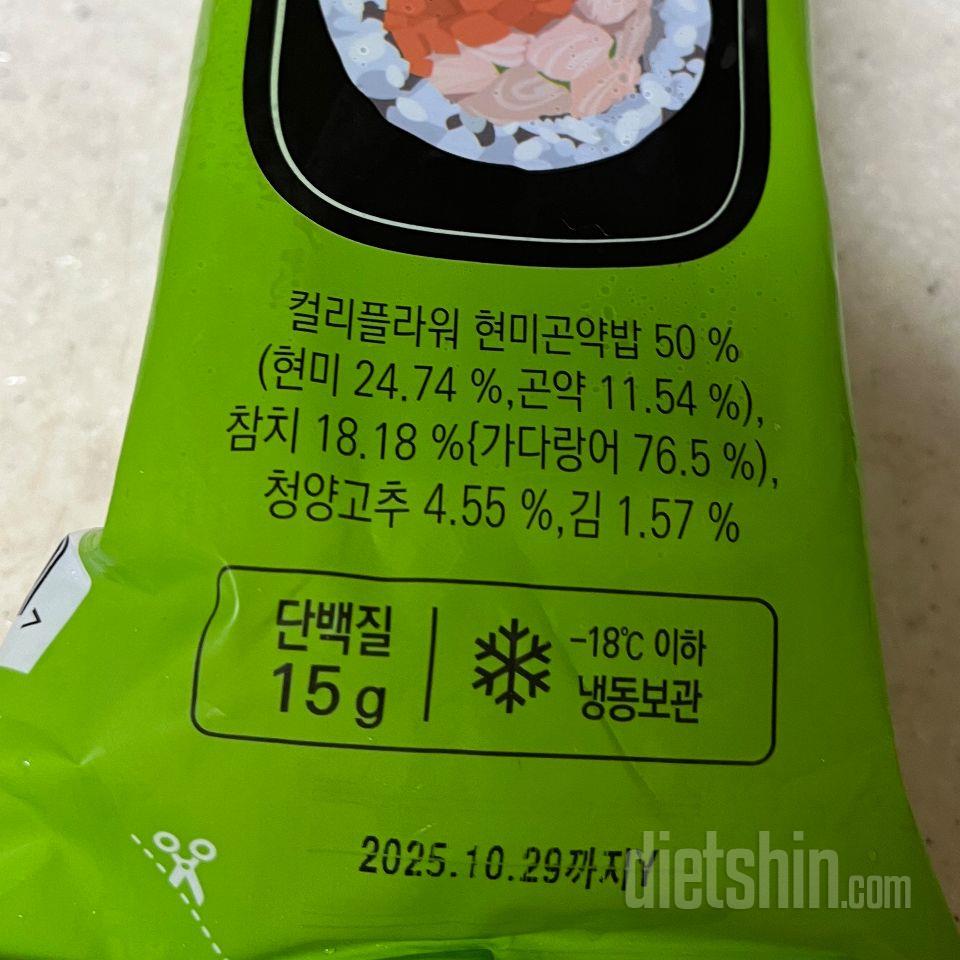 컬리플라워 현미곤약밥 50 %
(현미 24.74 %,곤약 11.54 %),
참치 18.18 %{가다랑어 76.5 %),
청양고추 4.55 %,김 1.57 %
단백질
15 g
-18℃ 이하
냉동보관
2025.10.29까지Y
dietshin.com